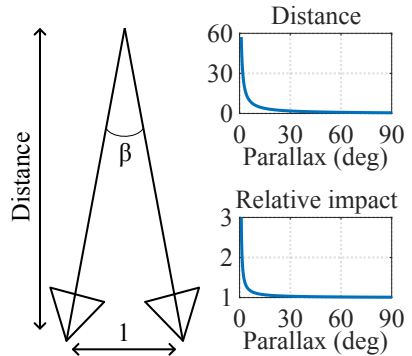 Distance
β
1
Distance
60
30
0
0 30 60 90
Parallax (deg)
Relative impact
3
2
1
0 30 60 90
Parallax (deg)